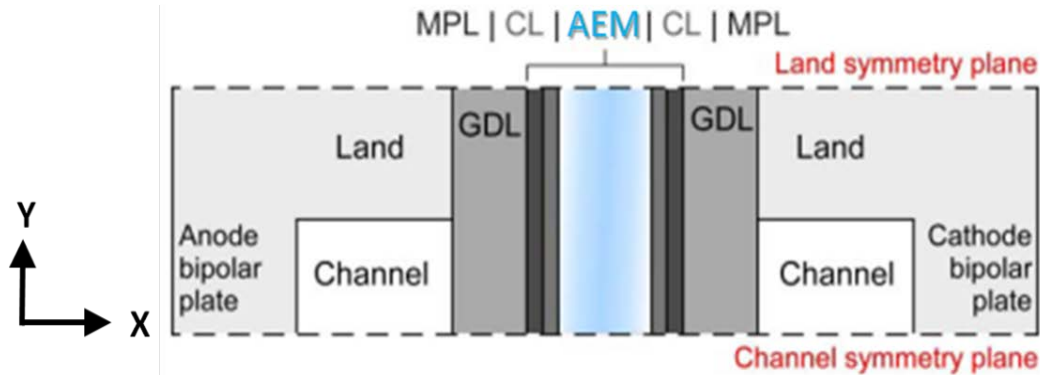 MPL | CL | AEM | CL | MPL
Land symmetry plane
GDL
GDL
Land
Land
Y
Anode
bipolar
plate
Channel
Channel
Cathode
bipolar
plate
X
Channel symmetry plane